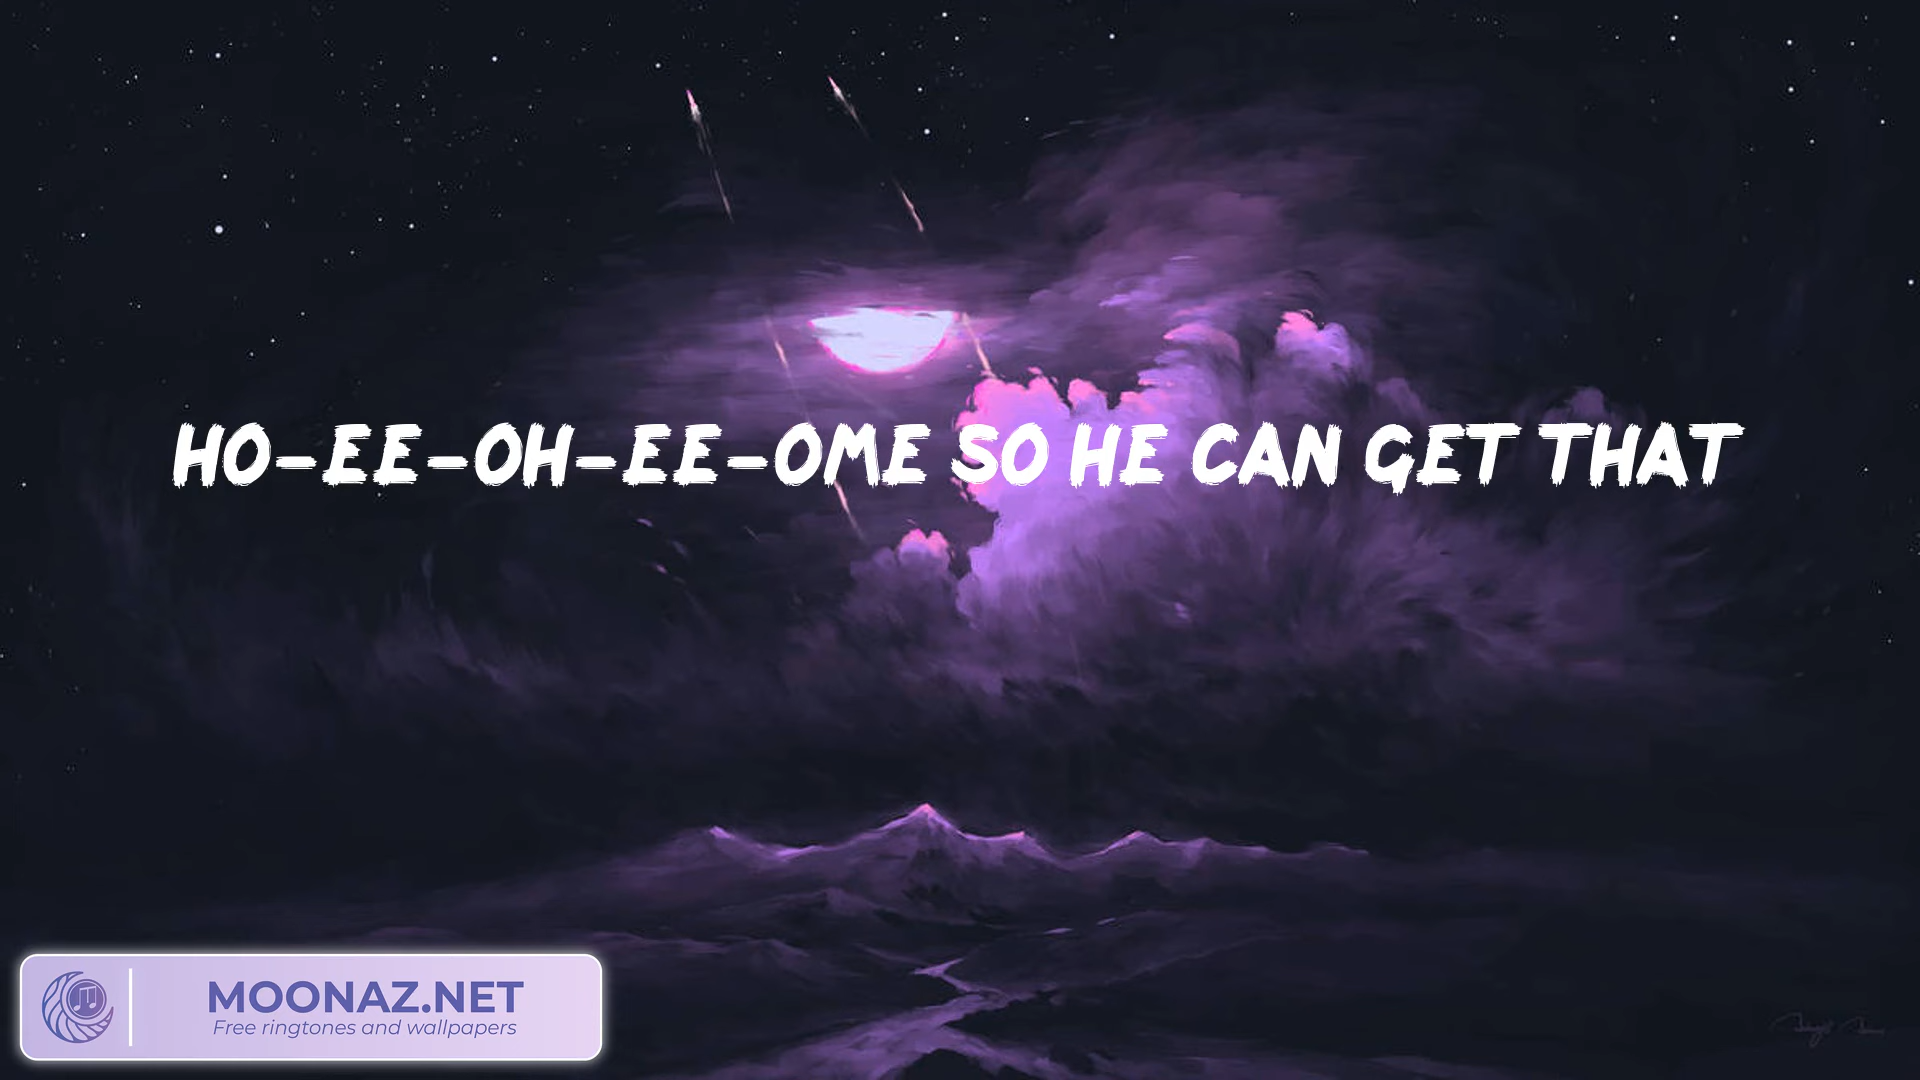 HO-EE-OH-EE-OME SO HE CAN GET THAT
MOONAZ.NET
Free ringtones and wallpapers